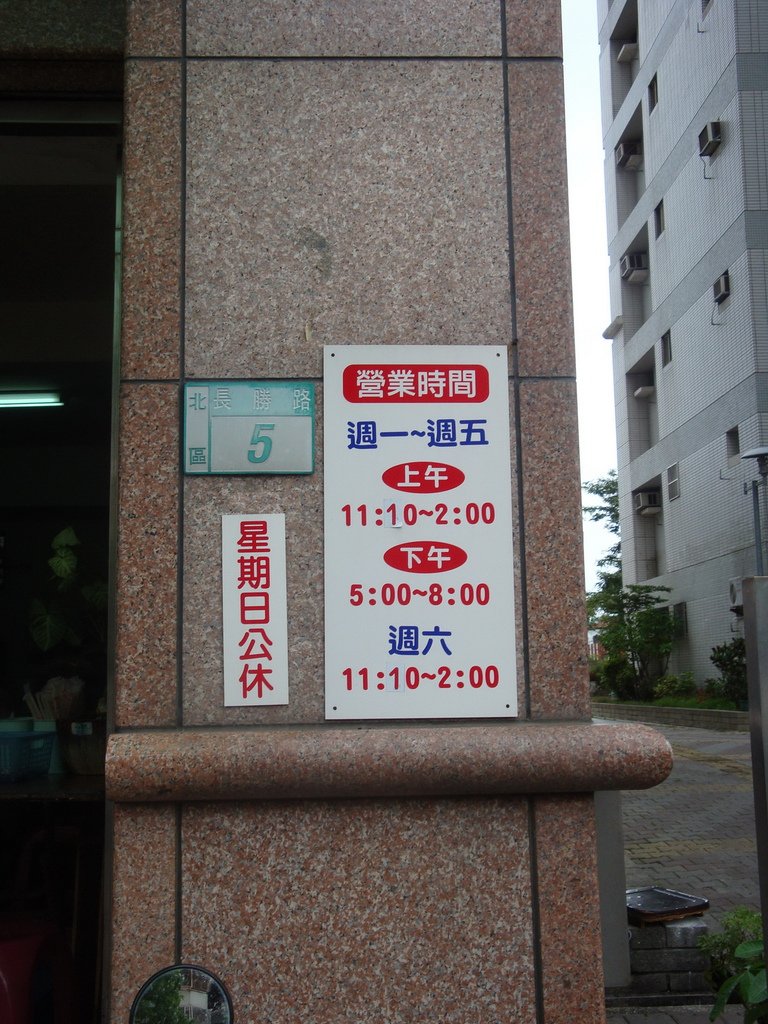 北區
長勝路
5
星期日公休
營業時間
週一~週五
上午
11:10~2:00
下午
5:00~8:00
週六
11:10~2:00